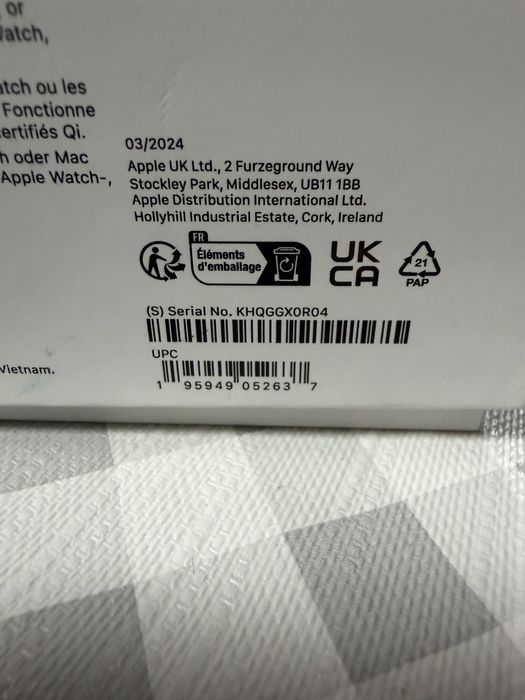 or
Watch,
atch ou les
Fonctionne
ertifiés Qi.
h oder Mac
Apple Watch-,
Vietnam.
03/2024
Apple UK Ltd., 2 Furzeground Way
Stockley Park, Middlesex, UB11 1BB
Apple Distribution International Ltd.
Hollyhill Industrial Estate, Cork, Ireland
FR
Éléments
d'emballage
UK
CA
21
PAP
(S) Serial No. KHQGGX0R04
UPC
1 95949 05263 7